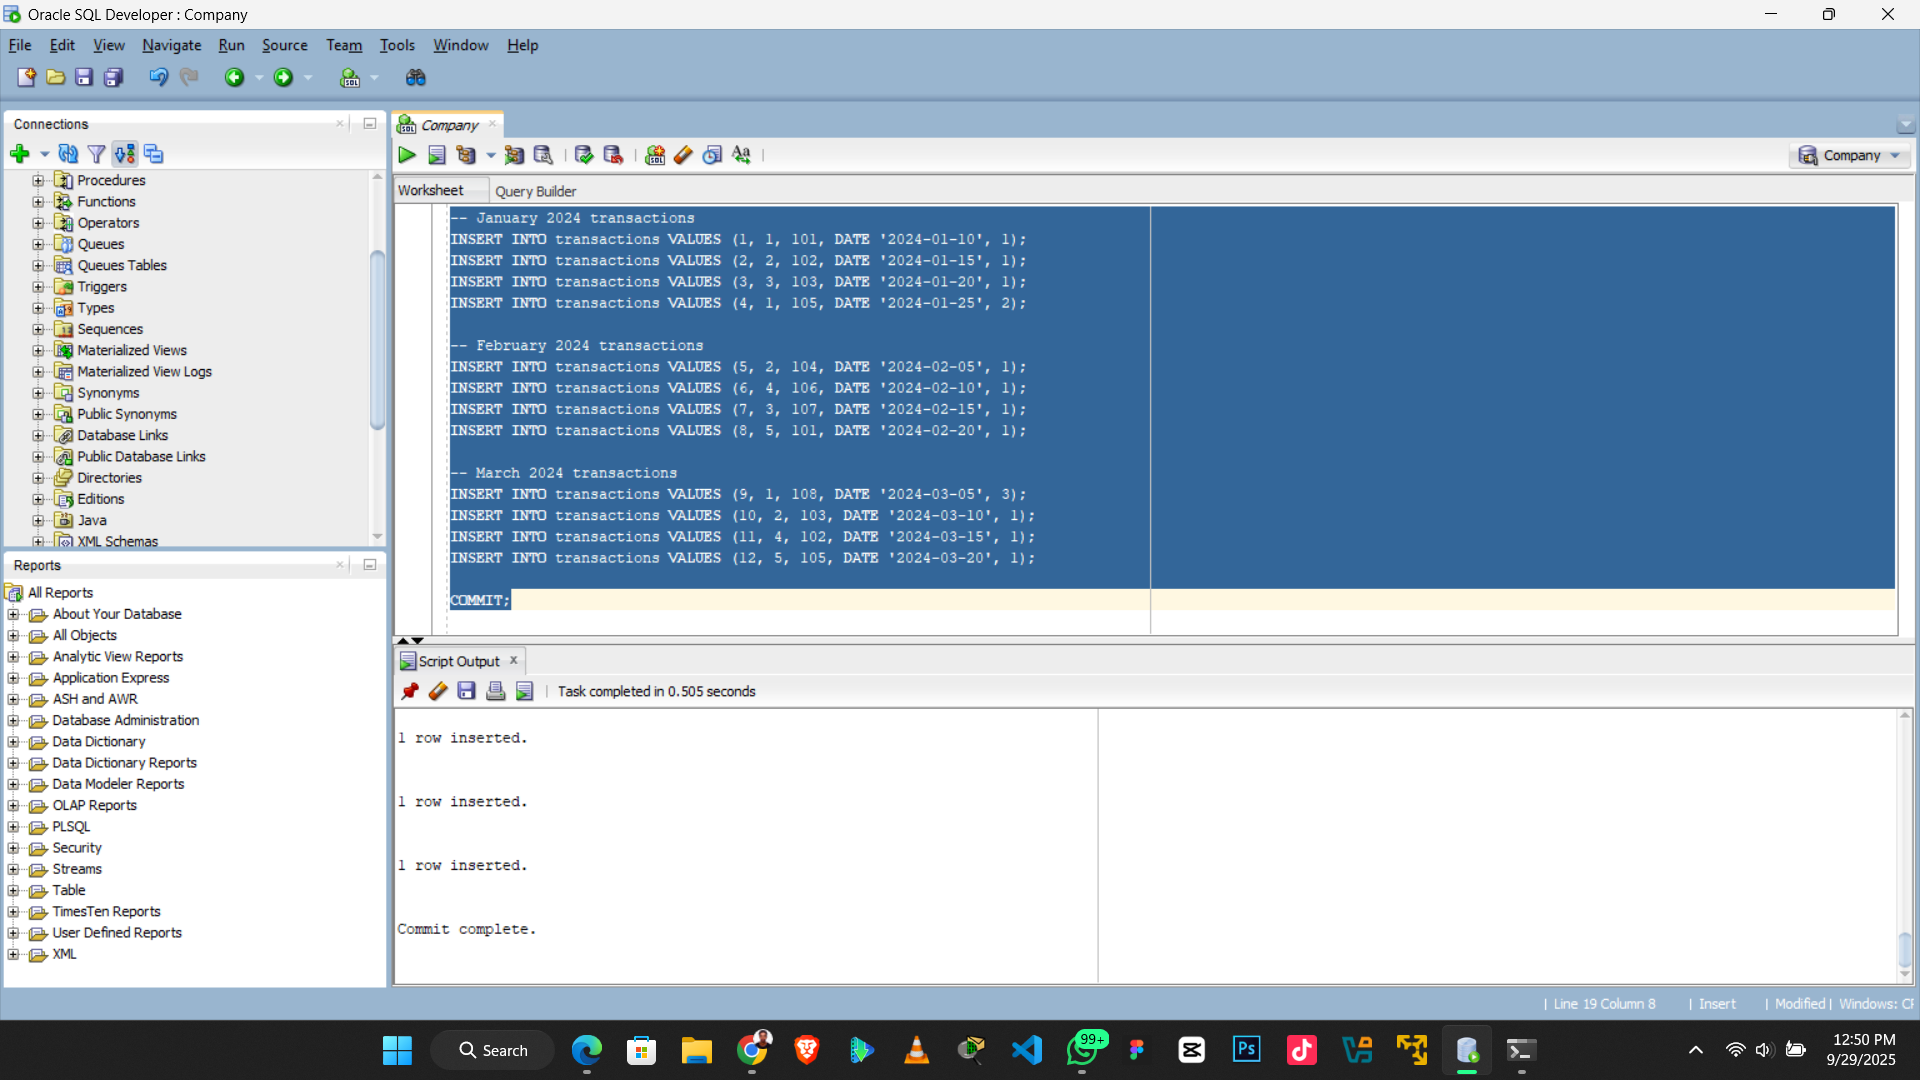 Oracle SQL Developer : Company
File Edit View Navigate Run Source Team Tools Window Help
Connections
Procedures
Functions
Operators
Queues
Queues Tables
Triggers
Types
Sequences
Materialized Views
Materialized View Logs
Synonyms
Public Synonyms
Database Links
Public Database Links
Directories
Editions
Java
XML Schemas
Reports
All Reports
About Your Database
All Objects
Analytic View Reports
Application Express
ASH and AWR
Database Administration
Data Dictionary
Data Dictionary Reports
Data Modeler Reports
OLAP Reports
PLSQL
Security
Streams
Table
TimesTen Reports
User Defined Reports
XML
Company
Company
Worksheet Query Builder
-- January 2024 transactions
INSERT INTO transactions VALUES (1, 1, 101, DATE '2024-01-10', 1);
INSERT INTO transactions VALUES (2, 2, 102, DATE '2024-01-15', 1);
INSERT INTO transactions VALUES (3, 3, 103, DATE '2024-01-20', 1);
INSERT INTO transactions VALUES (4, 1, 105, DATE '2024-01-25', 2);
-- February 2024 transactions
INSERT INTO transactions VALUES (5, 2, 104, DATE '2024-02-05', 1);
INSERT INTO transactions VALUES (6, 4, 106, DATE '2024-02-10', 1);
INSERT INTO transactions VALUES (7, 3, 107, DATE '2024-02-15', 1);
INSERT INTO transactions VALUES (8, 5, 101, DATE '2024-02-20', 1);
-- March 2024 transactions
INSERT INTO transactions VALUES (9, 1, 108, DATE '2024-03-05', 3);
INSERT INTO transactions VALUES (10, 2, 103, DATE '2024-03-10', 1);
INSERT INTO transactions VALUES (11, 4, 102, DATE '2024-03-15', 1);
INSERT INTO transactions VALUES (12, 5, 105, DATE '2024-03-20', 1);
COMMIT;
Script Output
Task completed in 0.505 seconds
1 row inserted.
1 row inserted.
1 row inserted.
Commit complete.
Line 19 Column 8 | Insert | Modified | Windows: CF
Search
99+
Ps
12:50 PM
9/29/2025